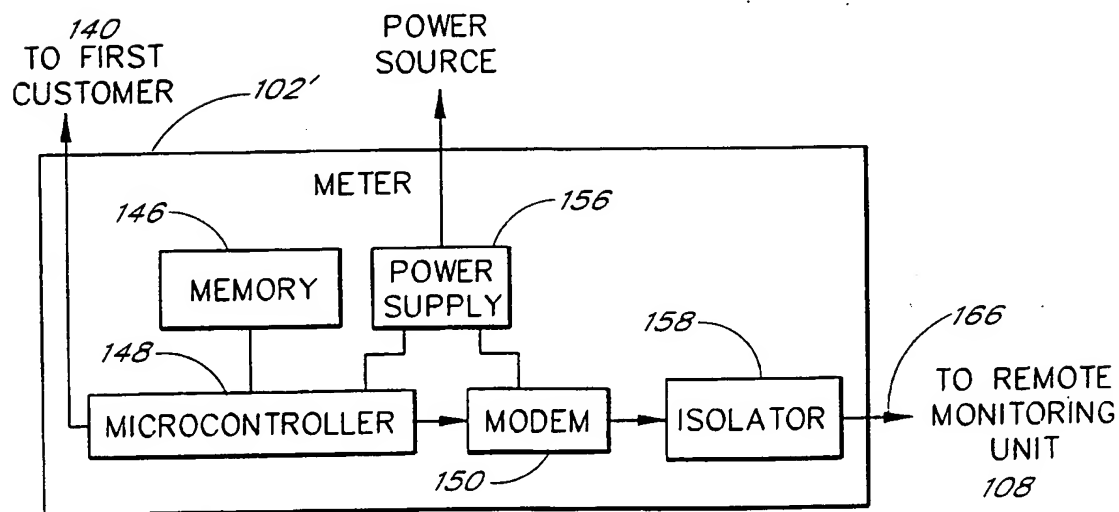 140
TO FIRST
CUSTOMER
102'
POWER
SOURCE
METER
146
MEMORY
156
POWER
SUPPLY
148
MICROCONTROLLER
MODEM
150
158
ISOLATOR
166
TO REMOTE
MONITORING
UNIT
108